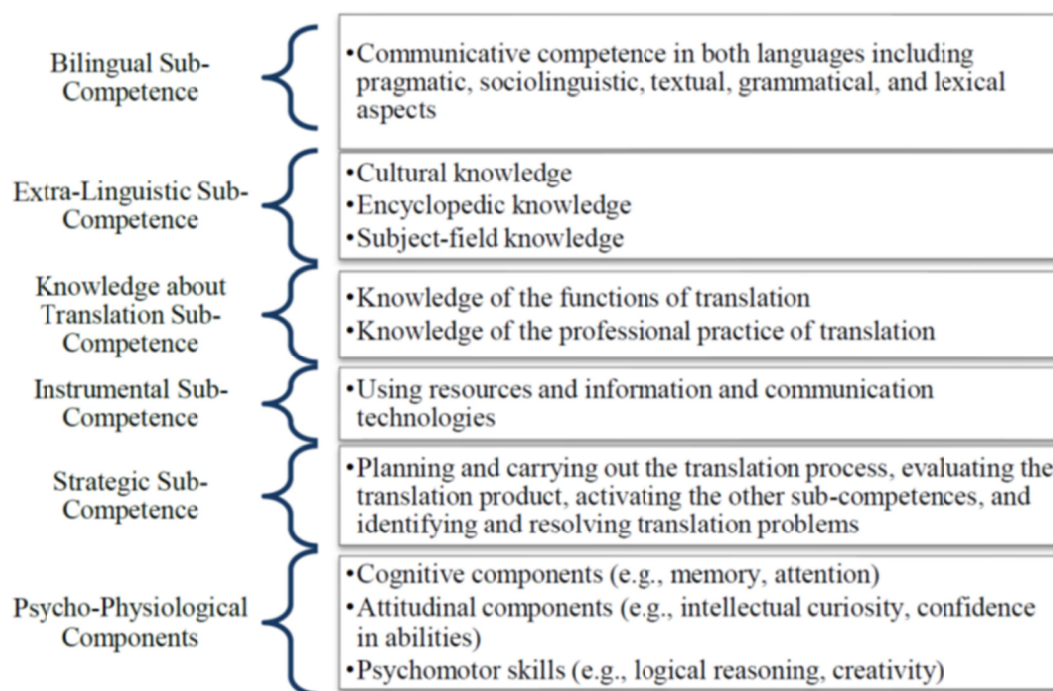 Bilingual Sub-
Competence
•Communicative competence in both languages including
pragmatic, sociolinguistic, textual, grammatical, and lexical
aspects
Extra-Linguistic Sub-
Competence
•Cultural knowledge
•Encyclopedic knowledge
•Subject-field knowledge
Knowledge about
Translation Sub-
Competence
•Knowledge of the functions of translation
•Knowledge of the professional practice of translation
Instrumental Sub-
Competence
•Using resources and information and communication
technologies
Strategic Sub-
Competence
•Planning and carrying out the translation process, evaluating the
translation product, activating the other sub-competences, and
identifying and resolving translation problems
Psycho-Physiological
Components
•Cognitive components (e.g., memory, attention)
•Attitudinal components (e.g., intellectual curiosity, confidence
in abilities)
•Psychomotor skills (e.g., logical reasoning, creativity)